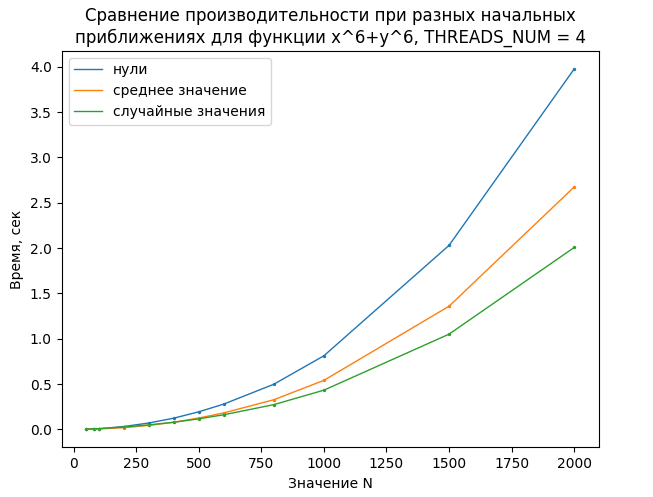 Сравнение производительности при разных начальных
приближениях для функции x^6+y^6, THREADS_NUM = 4
нули
среднее значение
случайные значения
Время, сек
4.0
3.5
3.0
2.5
2.0
1.5
1.0
0.5
0.0
0 250 500 750 1000 1250 1500 1750 2000
Значение N